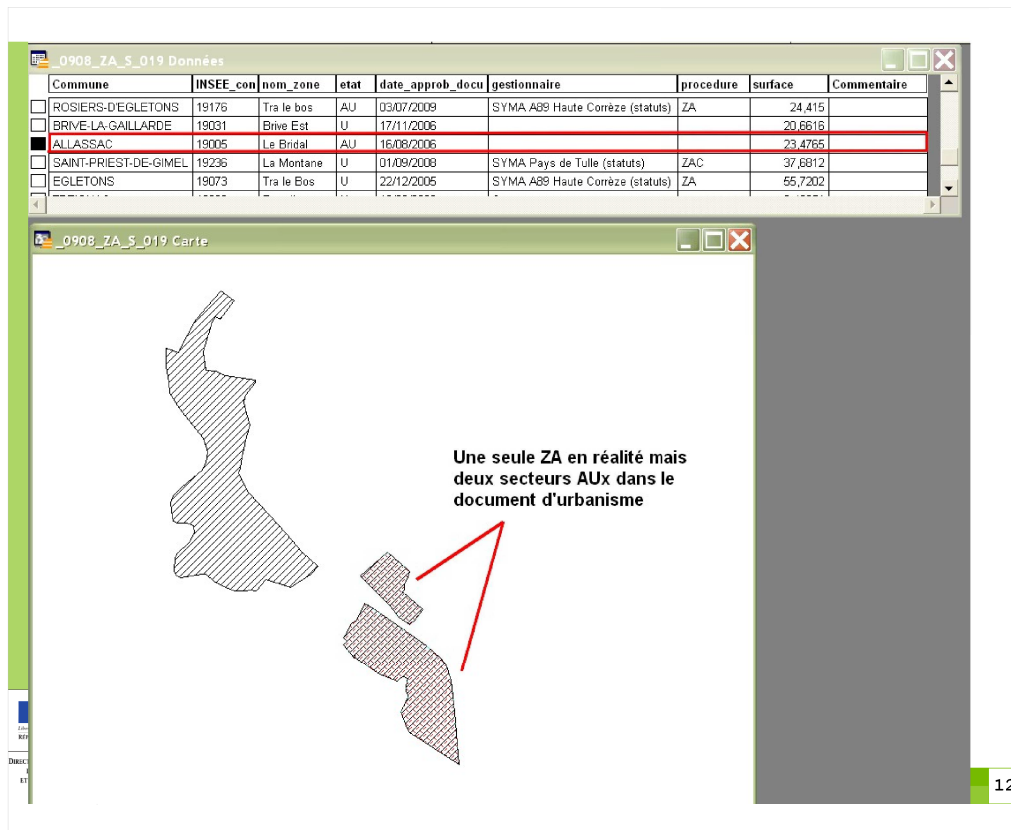 _0908_ZA_S_019 Données
Commune INSEE_con nom_zone etat date_approb_docu gestionnaire procedure surface Commentaire
ROSIERS-D'EGLETONS 19176 Tra le bos AU 03/07/2009 SYMA A89 Haute Corrèze (statuts) ZA 24,415
BRIVE-LA-GAILLARDE 19031 Brive Est U 17/11/2006 20,6616
ALLASSAC 19005 Le Bridal AU 16/08/2006 23,4765
SAINT-PRIEST-DE-GIMEL 19236 La Montane U 01/09/2008 SYMA Pays de Tulle (statuts) ZAC 37,6812
EGLETONS 19073 Tra le Bos U 22/12/2005 SYMA A89 Haute Corrèze (statuts) ZA 55,7202
_0908_ZA_S_019 Carte
Une seule ZA en réalité mais
deux secteurs AUx dans le
document d'urbanisme
DIREC
ET
12